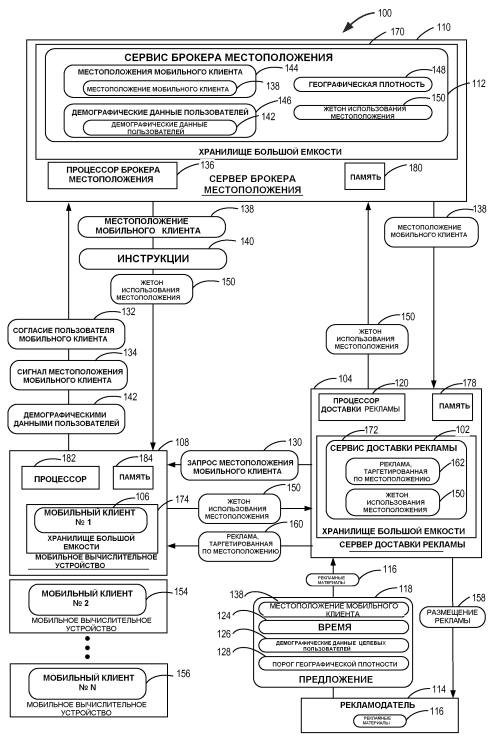 100
170
110
СЕРВИС БРОКЕРА МЕСТОПОЛОЖЕНИЯ
МЕСТОПОЛОЖЕНИЯ МОБИЛЬНОГО КЛИЕНТА
144
МЕСТОПОЛОЖЕНИЕ МОБИЛЬНОГО КЛИЕНТА
138
ГЕОГРАФИЧЕСКАЯ ПЛОТНОСТЬ
148
112
ДЕМОГРАФИЧЕСКИЕ ДАННЫЕ ПОЛЬЗОВАТЕЛЕЙ
146
ДЕМОГРАФИЧЕСКИЕ ДАННЫЕ
ПОЛЬЗОВАТЕЛЕЙ
142
ЖЕТОН ИСПОЛЬЗОВАНИЯ
МЕСТОПОЛОЖЕНИЯ
150
ХРАНИЛИЩЕ БОЛЬШОЙ ЕМКОСТИ
ПРОЦЕССОР БРОКЕРА
МЕСТОПОЛОЖЕНИЯ
136
СЕРВЕР БРОКЕРА
МЕСТОПОЛОЖЕНИЯ
ПАМЯТЬ
180
МЕСТОПОЛОЖЕНИЕ
МОБИЛЬНОГО КЛИЕНТА
138
ИНСТРУКЦИИ
140
ЖЕТОН
ИСПОЛЬЗОВАНИЯ
МЕСТОПОЛОЖЕНИЯ
150
МЕСТОПОЛОЖЕНИЕ
МОБИЛЬНОГО КЛИЕНТА
138
СОГЛАСИЕ ПОЛЬЗОВАТЕЛЯ
МОБИЛЬНОГО КЛИЕНТА
132
СИГНАЛ МЕСТОПОЛОЖЕНИЯ
МОБИЛЬНОГО КЛИЕНТА
134
ДЕМОГРАФИЧЕСКИМИ
ДАННЫМИ ПОЛЬЗОВАТЕЛЕЙ
142
ЖЕТОН
ИСПОЛЬЗОВАНИЯ
МЕСТОПОЛОЖЕНИЯ
150
104
120
178
ПРОЦЕССОР
ДОСТАВКИ РЕКЛАМЫ
ПАМЯТЬ
172
102
СЕРВИС ДОСТАВКИ РЕКЛАМЫ
РЕКЛАМА,
ТАРГЕТИРОВАННАЯ
ПО МЕСТОПОЛОЖЕНИЮ
162
ЖЕТОН
ИСПОЛЬЗОВАНИЯ
МЕСТОПОЛОЖЕНИЯ
150
ХРАНИЛИЩЕ БОЛЬШОЙ ЕМКОСТИ
СЕРВЕР ДОСТАВКИ РЕКЛАМЫ
108
182
184
ПРОЦЕССОР
ПАМЯТЬ
106
174
МОБИЛЬНЫЙ КЛИЕНТ
№ 1
ХРАНИЛИЩЕ БОЛЬШОЙ
ЕМКОСТИ
МОБИЛЬНОЕ ВЫЧИСЛИТЕЛЬНОЕ
УСТРОЙСТВО
130
ЗАПРОС МЕСТОПОЛОЖЕНИЯ
МОБИЛЬНОГО КЛИЕНТА
150
ЖЕТОН
ИСПОЛЬЗОВАНИЯ
МЕСТОПОЛОЖЕНИЯ
160
РЕКЛАМА,
ТАРГЕТИРОВАННАЯ
ПО МЕСТОПОЛОЖЕНИЮ
МОБИЛЬНЫЙ КЛИЕНТ
№ 2
154
МОБИЛЬНОЕ ВЫЧИСЛИТЕЛЬНОЕ
УСТРОЙСТВО
МОБИЛЬНЫЙ КЛИЕНТ
№ N
156
МОБИЛЬНОЕ ВЫЧИСЛИТЕЛЬНОЕ
УСТРОЙСТВО
РЕКЛАМНЫЕ
МАТЕРИАЛЫ
116
118
138
МЕСТОПОЛОЖЕНИЕ МОБИЛЬНОГО
КЛИЕНТА
124
ВРЕМЯ
126
ДЕМОГРАФИЧЕСКИЕ ДАННЫЕ ЦЕЛЕВЫХ
ПОЛЬЗОВАТЕЛЕЙ
128
ПОРОГ ГЕОГРАФИЧЕСКОЙ ПЛОТНОСТИ
ПРЕДЛОЖЕНИЕ
158
РАЗМЕЩЕНИЕ
РЕКЛАМЫ
114
РЕКЛАМОДАТЕЛЬ
РЕКЛАМНЫЕ
МАТЕРИАЛЫ
116